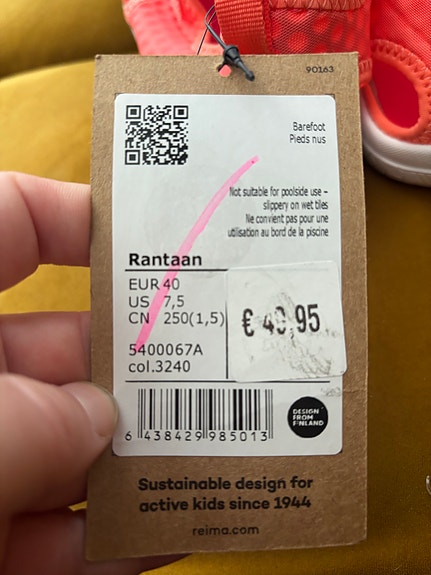 90163
Barefoot
Pieds nus
Not suitable for poolside use –
slippery on wet tiles
Ne convient pas pour une
utilisation au bord de la piscine
Rantaan
EUR 40
US 7,5
CN 250(1,5)
€ 49,95
5400067A
col.3240
6 438429 985013
DESIGN
FROM
FINLAND
Sustainable design for
active kids since 1944
reima.com